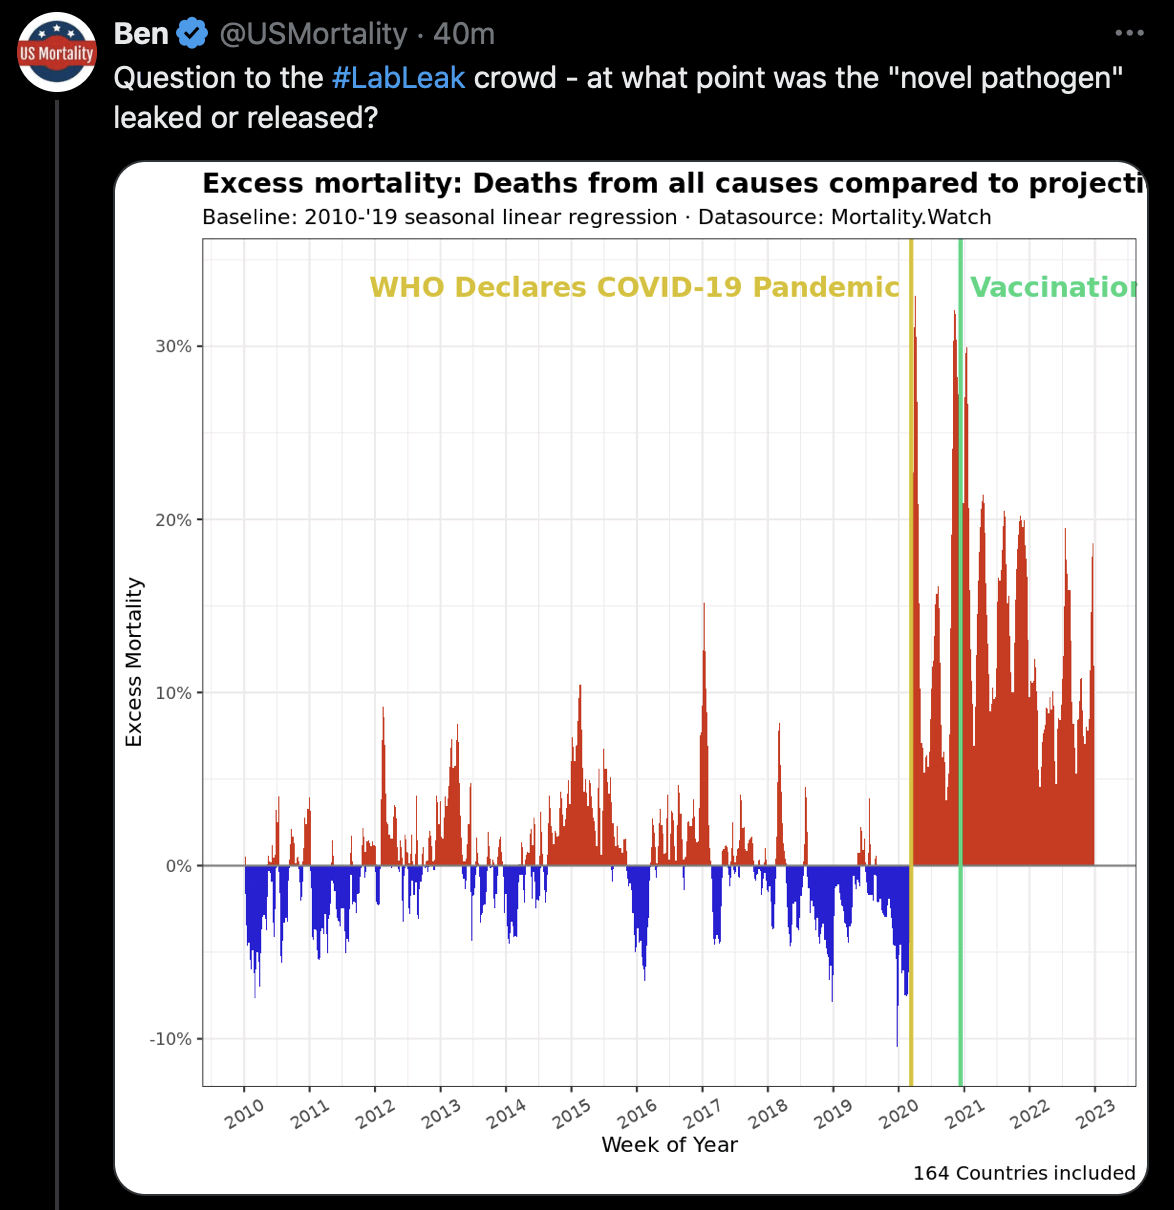 US Mortality
Ben @USMortality · 40m
Question to the #LabLeak crowd - at what point was the "novel pathogen"
leaked or released?
Excess mortality: Deaths from all causes compared to projecti
Baseline: 2010-'19 seasonal linear regression · Datasource: Mortality.Watch
WHO Declares COVID-19 Pandemic
Vaccination
30%
20%
10%
0%
-10%
Excess Mortality
2010 2011 2012 2013 2014 2015 2016 2017 2018 2019 2020 2021 2022 2023
Week of Year
164 Countries included